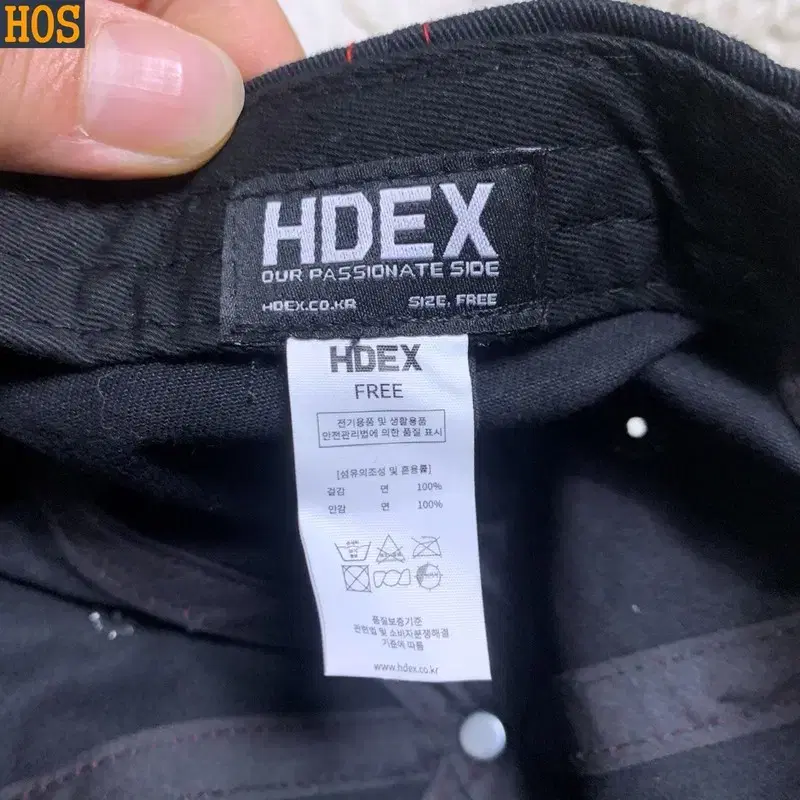 HOS
HDEX
OUR PASSIONATE SIDE
HDEX.CO.KR SIZE, FREE
HDEX
FREE
전기용품 및 생활용품
안전관리법에 의한 품질 표시
[섬유의조성 및 혼용률]
겉감 면 100%
안감 면 100%
품질보증기준
관련법 및 소비자분쟁해결
기준에 따름
www.hdex.co.kr